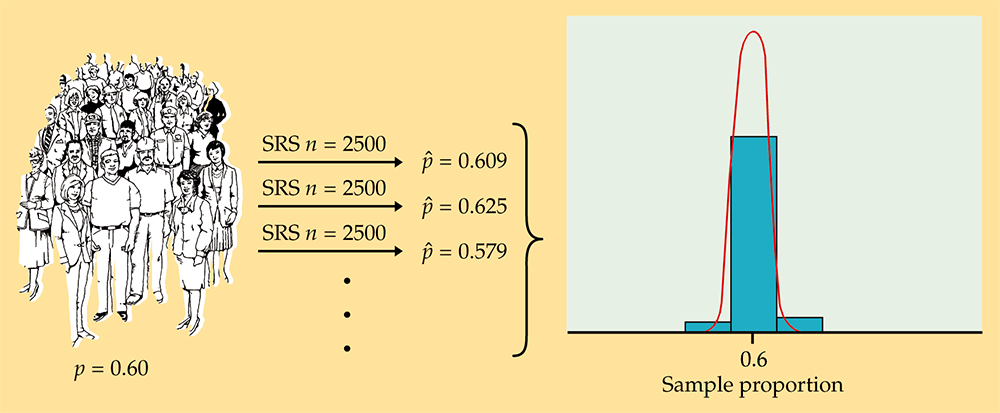 SRS n = 2500
p̂ = 0.609
SRS n = 2500
p̂ = 0.625
SRS n = 2500
p̂ = 0.579
p = 0.60
0.6
Sample proportion